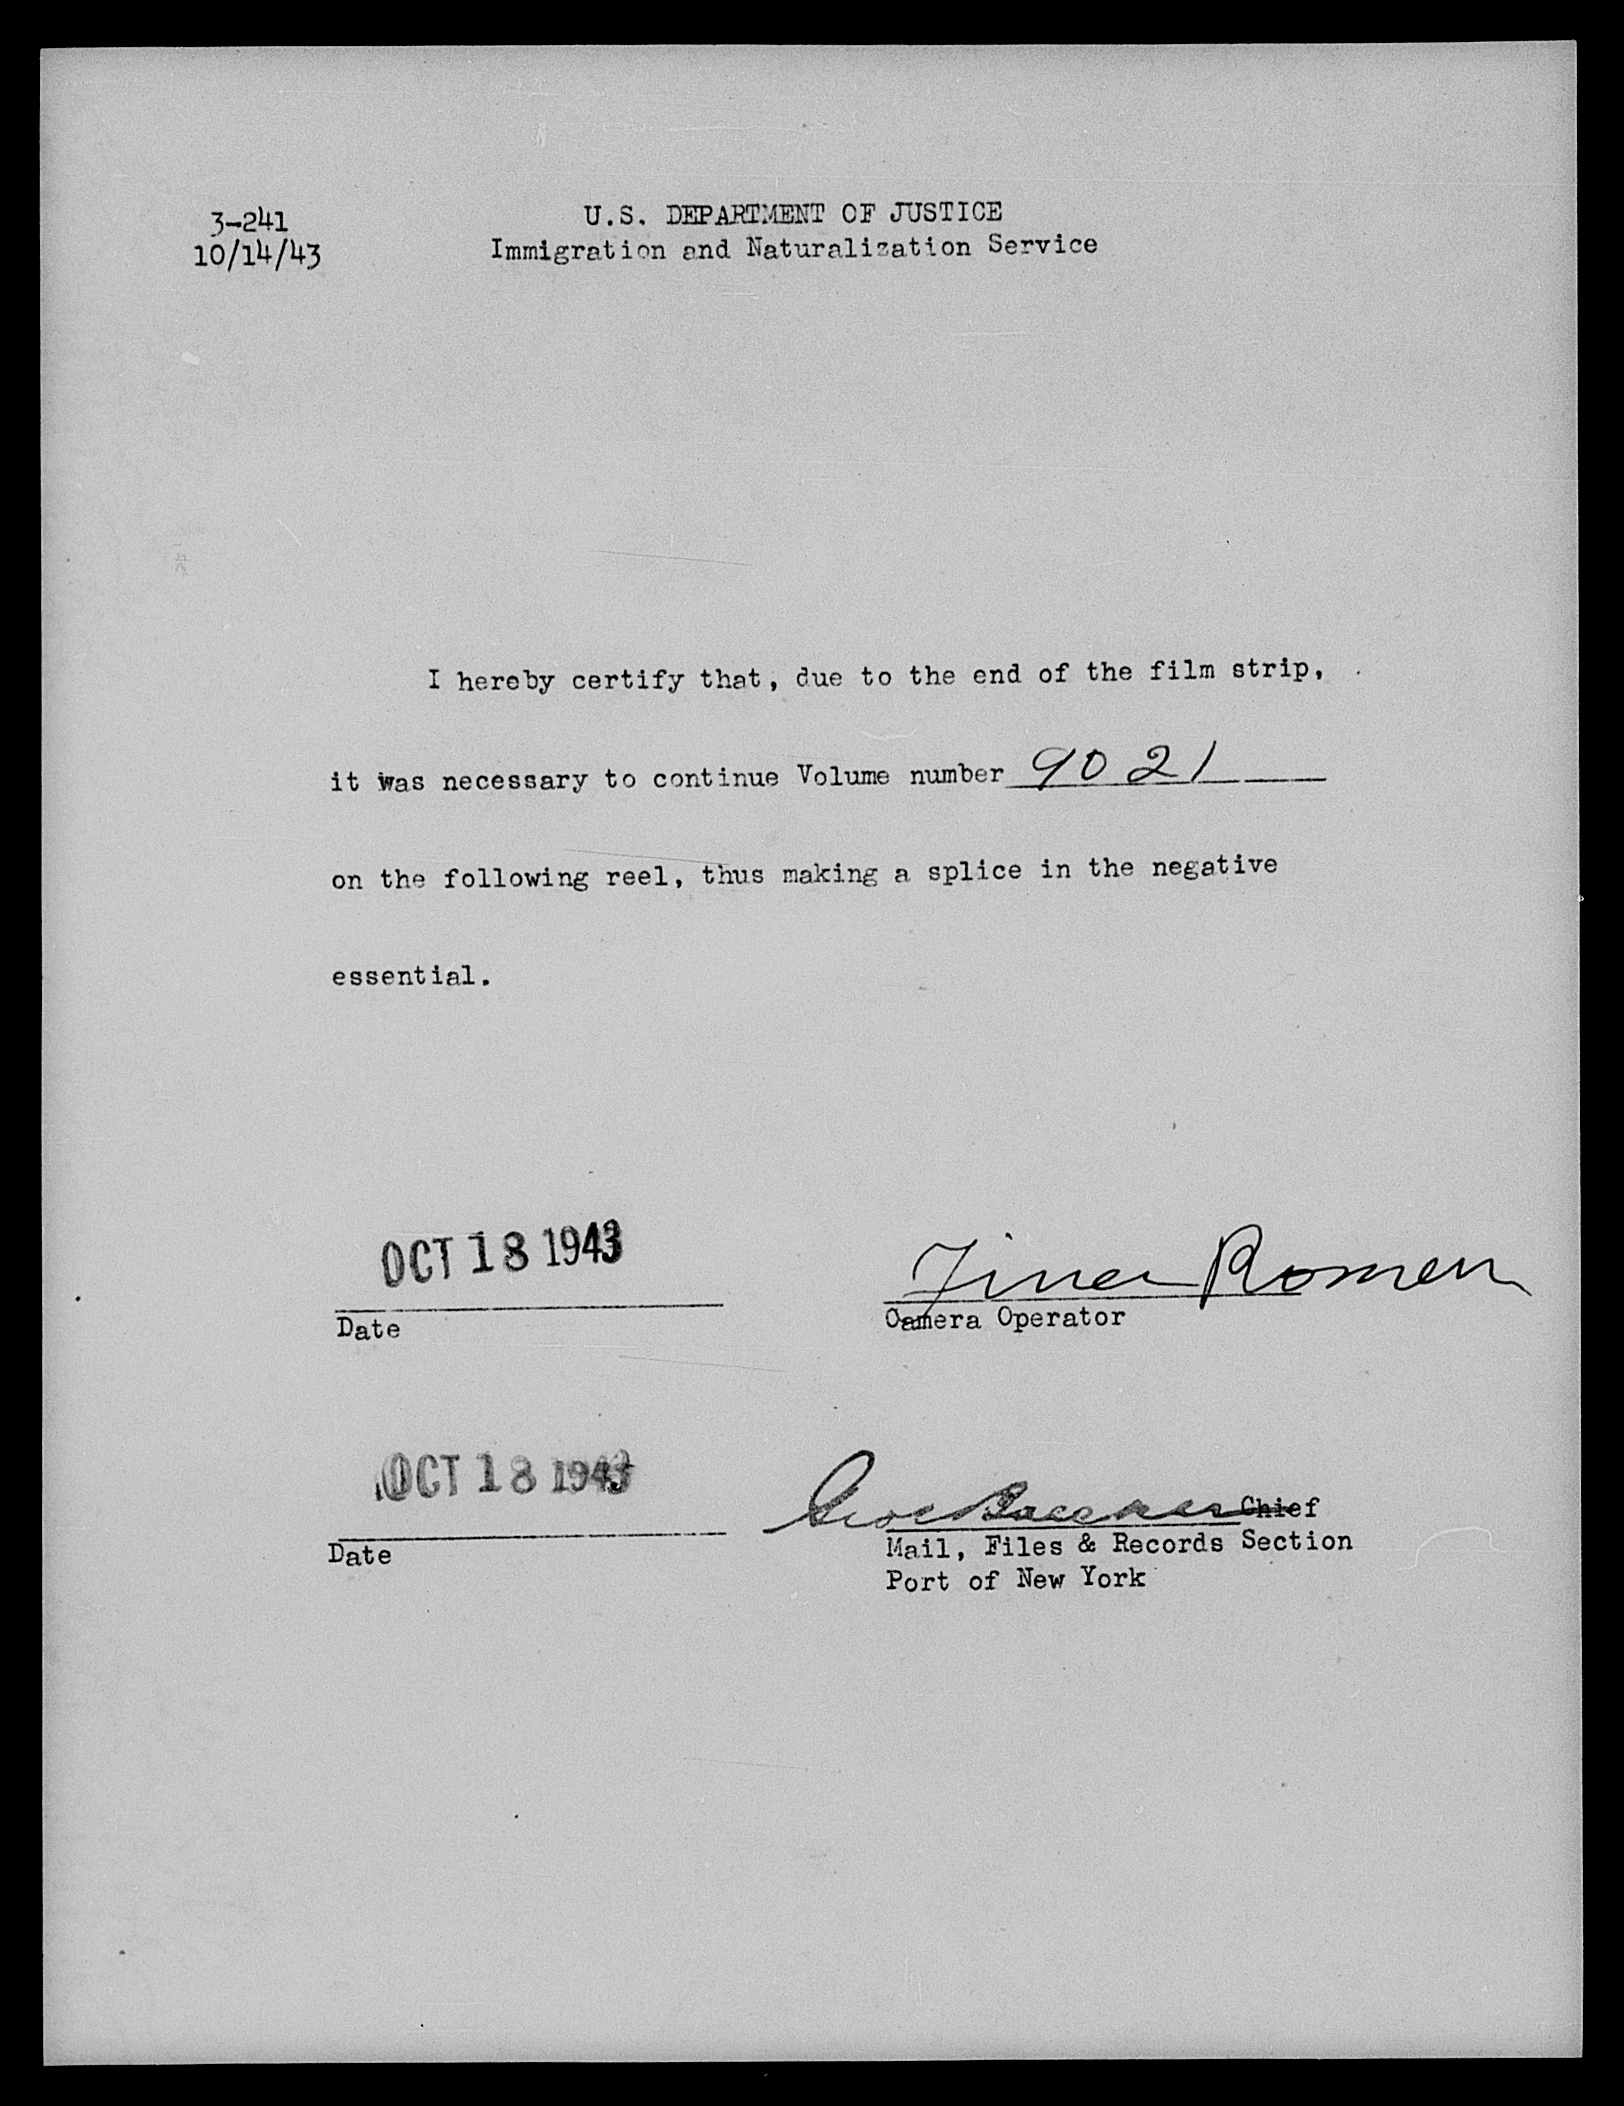 3-241
10/14/43
U.S. DEPARTMENT OF JUSTICE
Immigration and Naturalization Service
I hereby certify that, due to the end of the film strip,
it was necessary to continue Volume number 9021
on the following reel, thus making a splice in the negative
essential.
OCT 18 1943
Date
Camera Operator
OCT 18 1943
Date
Chief
Mail, Files & Records Section
Port of New York